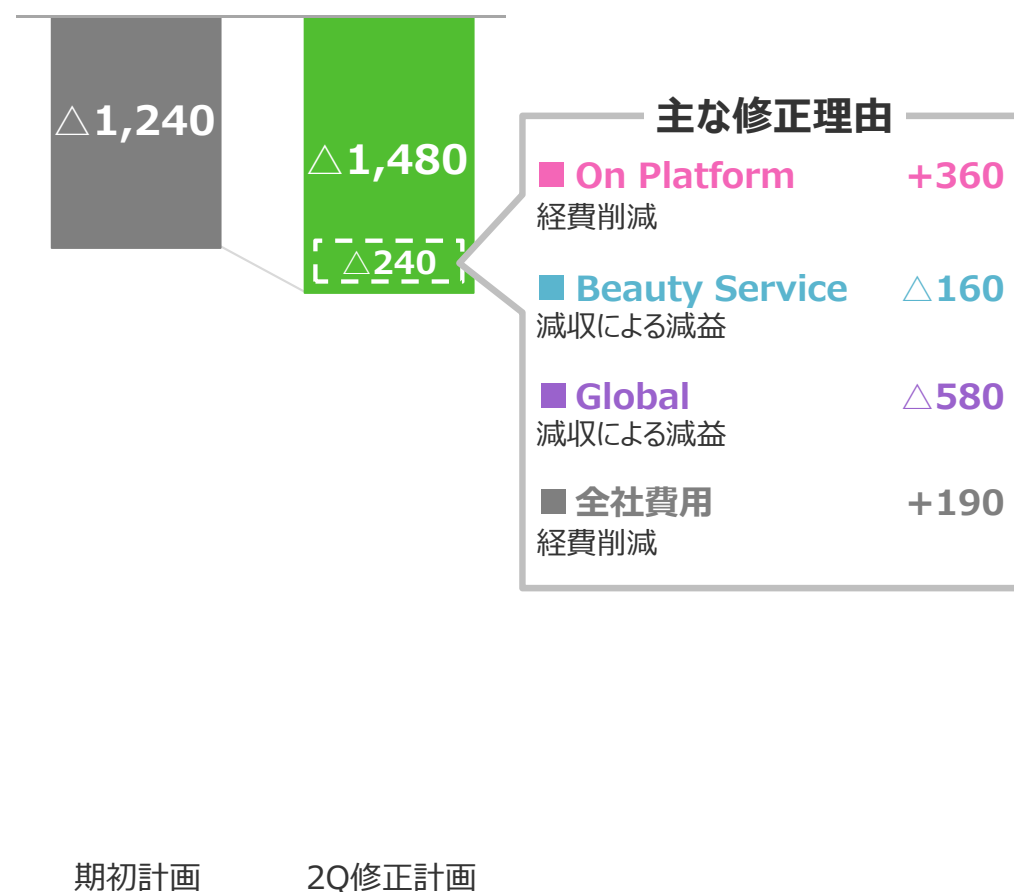 △1,240
△1,480
△240
主な修正理由
■ On Platform +360
経費削減
■ Beauty Service △160
減収による減益
■ Global △580
減収による減益
■ 全社費用 +190
経費削減
期初計画 2Q修正計画